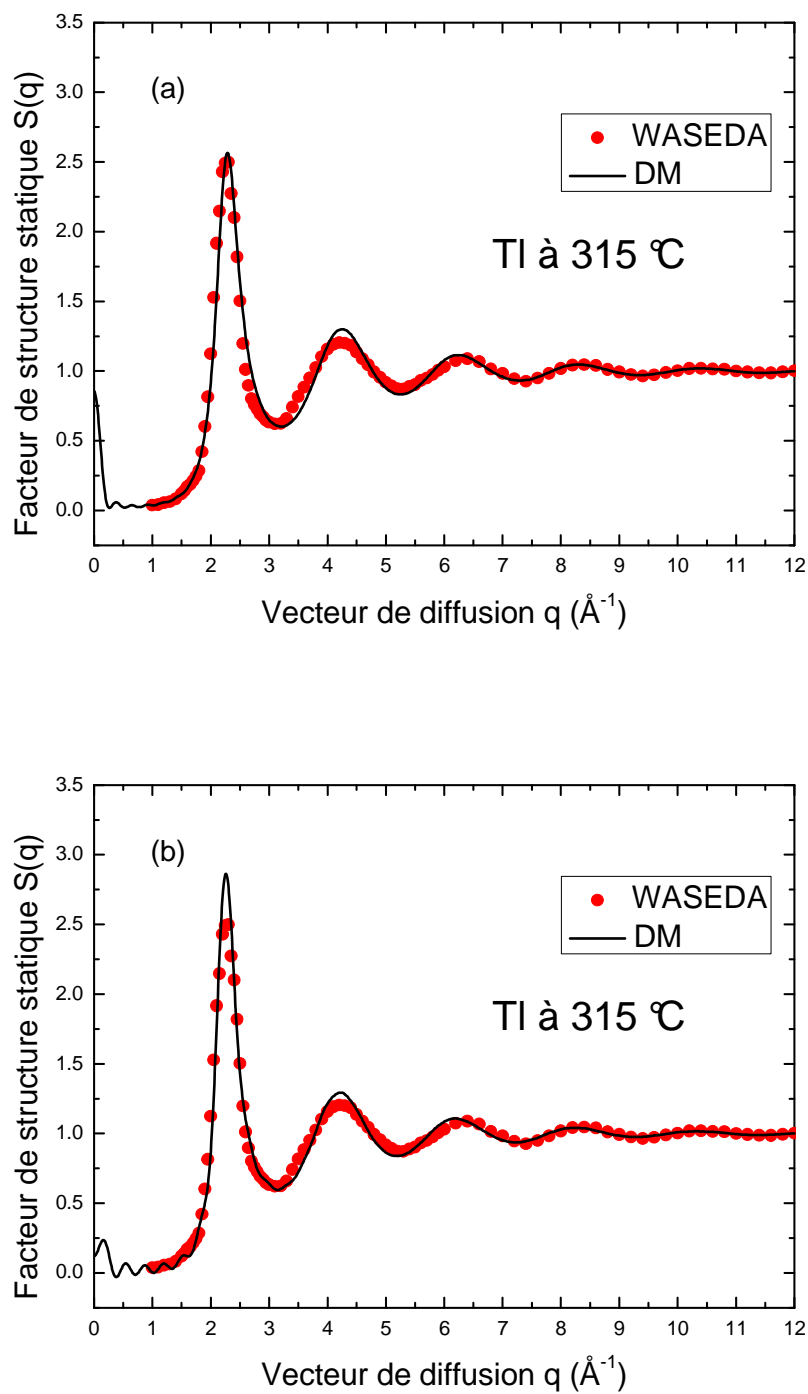 3.5
3.0
2.5
2.0
1.5
1.0
0.5
0.0
Facteur de structure statique S(q)
(a)
WASEDA
DM
Tl à 315 °C
0 1 2 3 4 5 6 7 8 9 10 11 12
Vecteur de diffusion q (Å⁻¹)
3.5
3.0
2.5
2.0
1.5
1.0
0.5
0.0
Facteur de structure statique S(q)
(b)
WASEDA
DM
Tl à 315 °C
0 1 2 3 4 5 6 7 8 9 10 11 12
Vecteur de diffusion q (Å⁻¹)